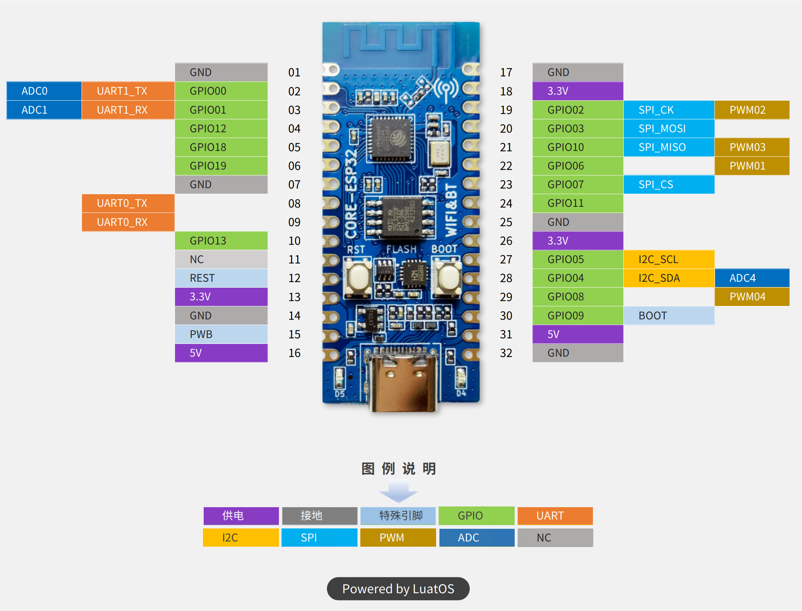 GND 01
ADC0 UART1_TX GPIO00 02
ADC1 UART1_RX GPIO01 03
GPIO12 04
GPIO18 05
GPIO19 06
GND 07
UART0_TX 08
UART0_RX 09
GPIO13 10
NC 11
REST 12
3.3V 13
GND 14
PWB 15
5V 16
CORE-ESP32
WIFI&BT
RST FLASH BOOT
D5 D4
17 GND
18 3.3V
19 GPIO02 SPI_CK PWM02
20 GPIO03 SPI_MOSI
21 GPIO10 SPI_MISO PWM03
22 GPIO06 PWM01
23 GPIO07 SPI_CS
24 GPIO11
25 GND
26 3.3V
27 GPIO05 I2C_SCL
28 GPIO04 I2C_SDA ADC4
29 GPIO08 PWM04
30 GPIO09 BOOT
31 5V
32 GND
图例说明
供电 接地 特殊引脚 GPIO UART
I2C SPI PWM ADC NC
Powered by LuatOS